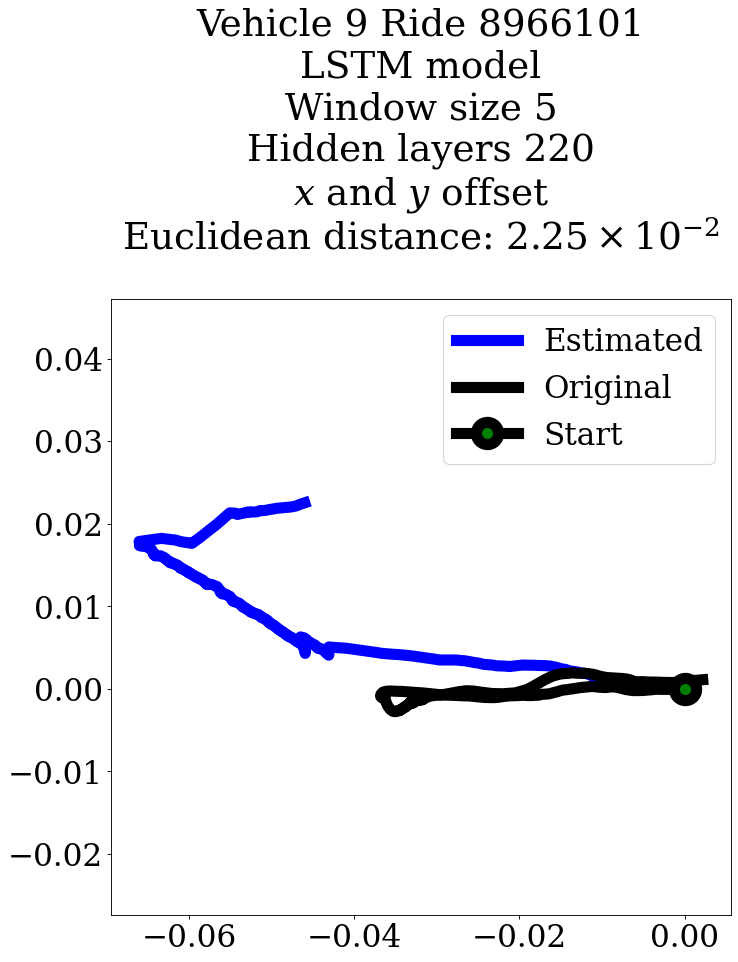 Vehicle 9 Ride 8966101
LSTM model
Window size 5
Hidden layers 220
x and y offset
Euclidean distance: 2.25 × 10⁻²
Estimated
Original
Start
0.04
0.03
0.02
0.01
0.00
−0.01
−0.02
−0.06 −0.04 −0.02 0.00